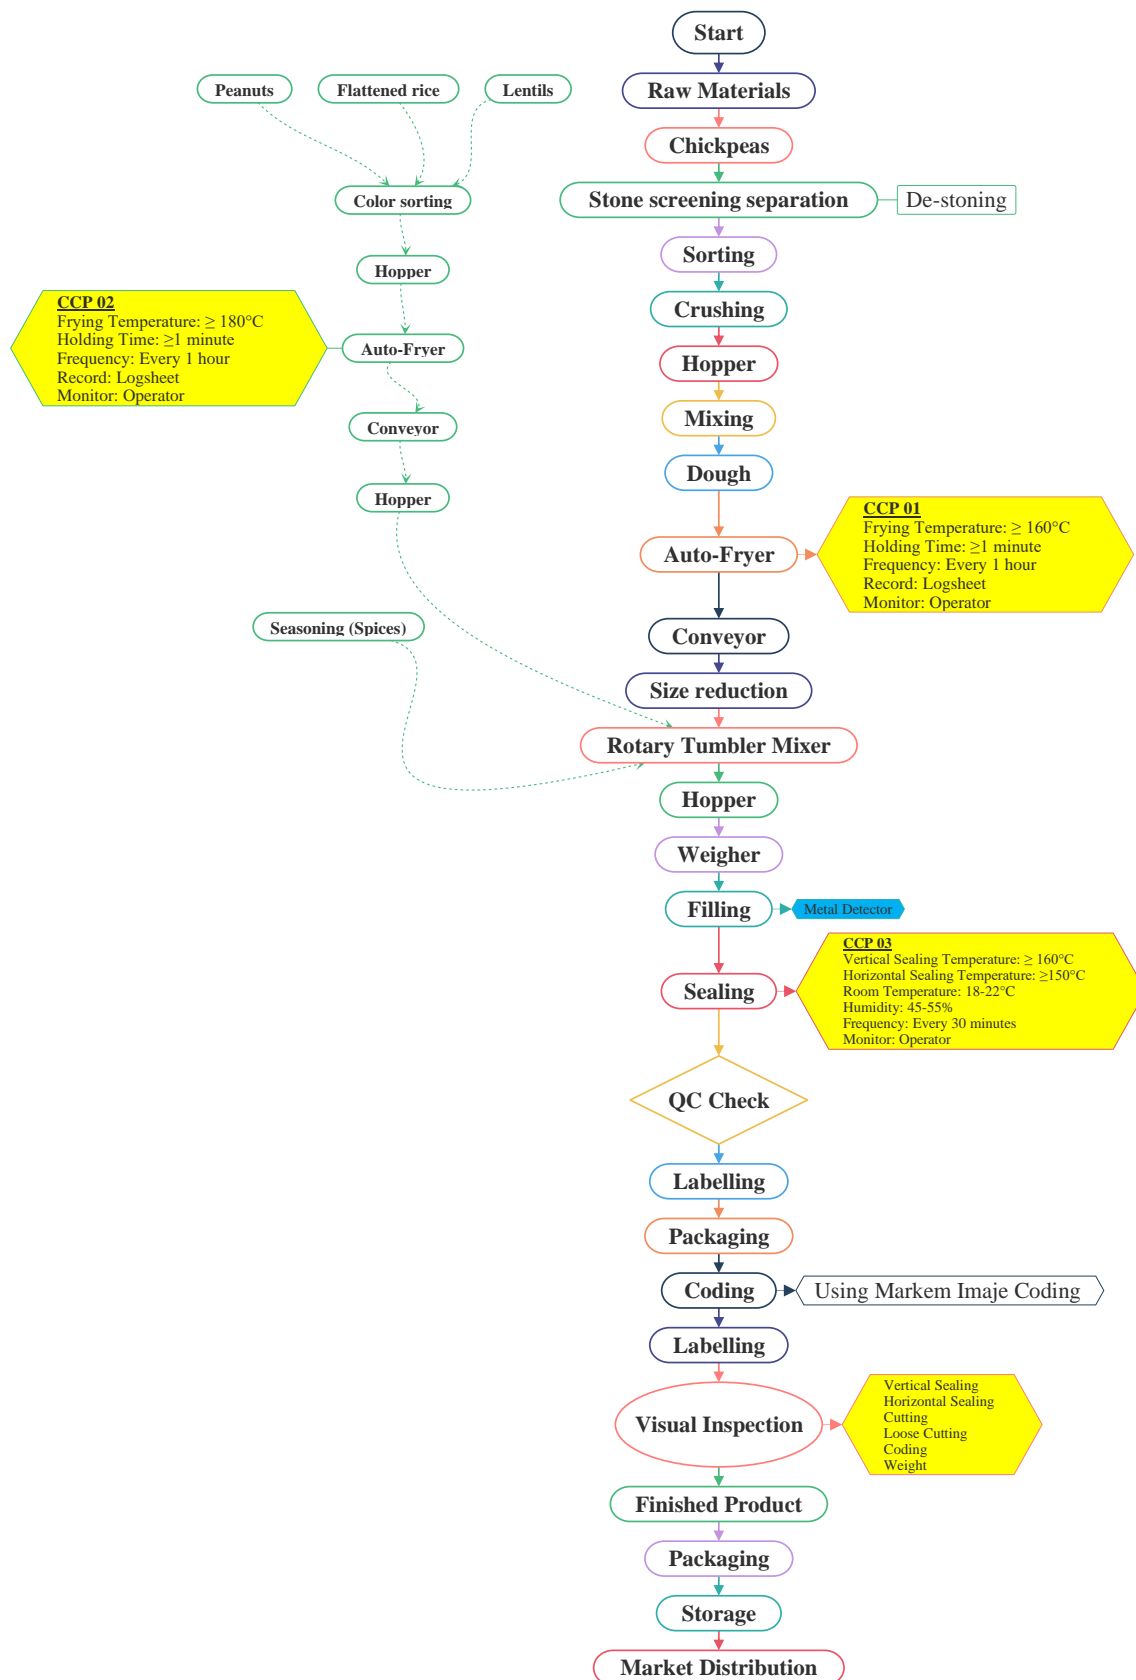 Start
Raw Materials
Peanuts
Flattened rice
Lentils
Chickpeas
Color sorting
Stone screening separation
De-stoning
Sorting
Hopper
Crushing
CCP 02
Frying Temperature: ≥ 180°C
Holding Time: ≥1 minute
Frequency: Every 1 hour
Record: Logsheet
Monitor: Operator
Auto-Fryer
Hopper
Mixing
Conveyor
Dough
Hopper
CCP 01
Frying Temperature: ≥ 160°C
Holding Time: ≥1 minute
Frequency: Every 1 hour
Record: Logsheet
Monitor: Operator
Auto-Fryer
Seasoning (Spices)
Conveyor
Size reduction
Rotary Tumbler Mixer
Hopper
Weigher
Filling
Metal Detector
CCP 03
Vertical Sealing Temperature: ≥ 160°C
Horizontal Sealing Temperature: ≥150°C
Room Temperature: 18-22°C
Humidity: 45-55%
Frequency: Every 30 minutes
Monitor: Operator
Sealing
QC Check
Labelling
Packaging
Coding
Using Markem Imaje Coding
Labelling
Visual Inspection
Vertical Sealing
Horizontal Sealing
Cutting
Loose Cutting
Coding
Weight
Finished Product
Packaging
Storage
Market Distribution